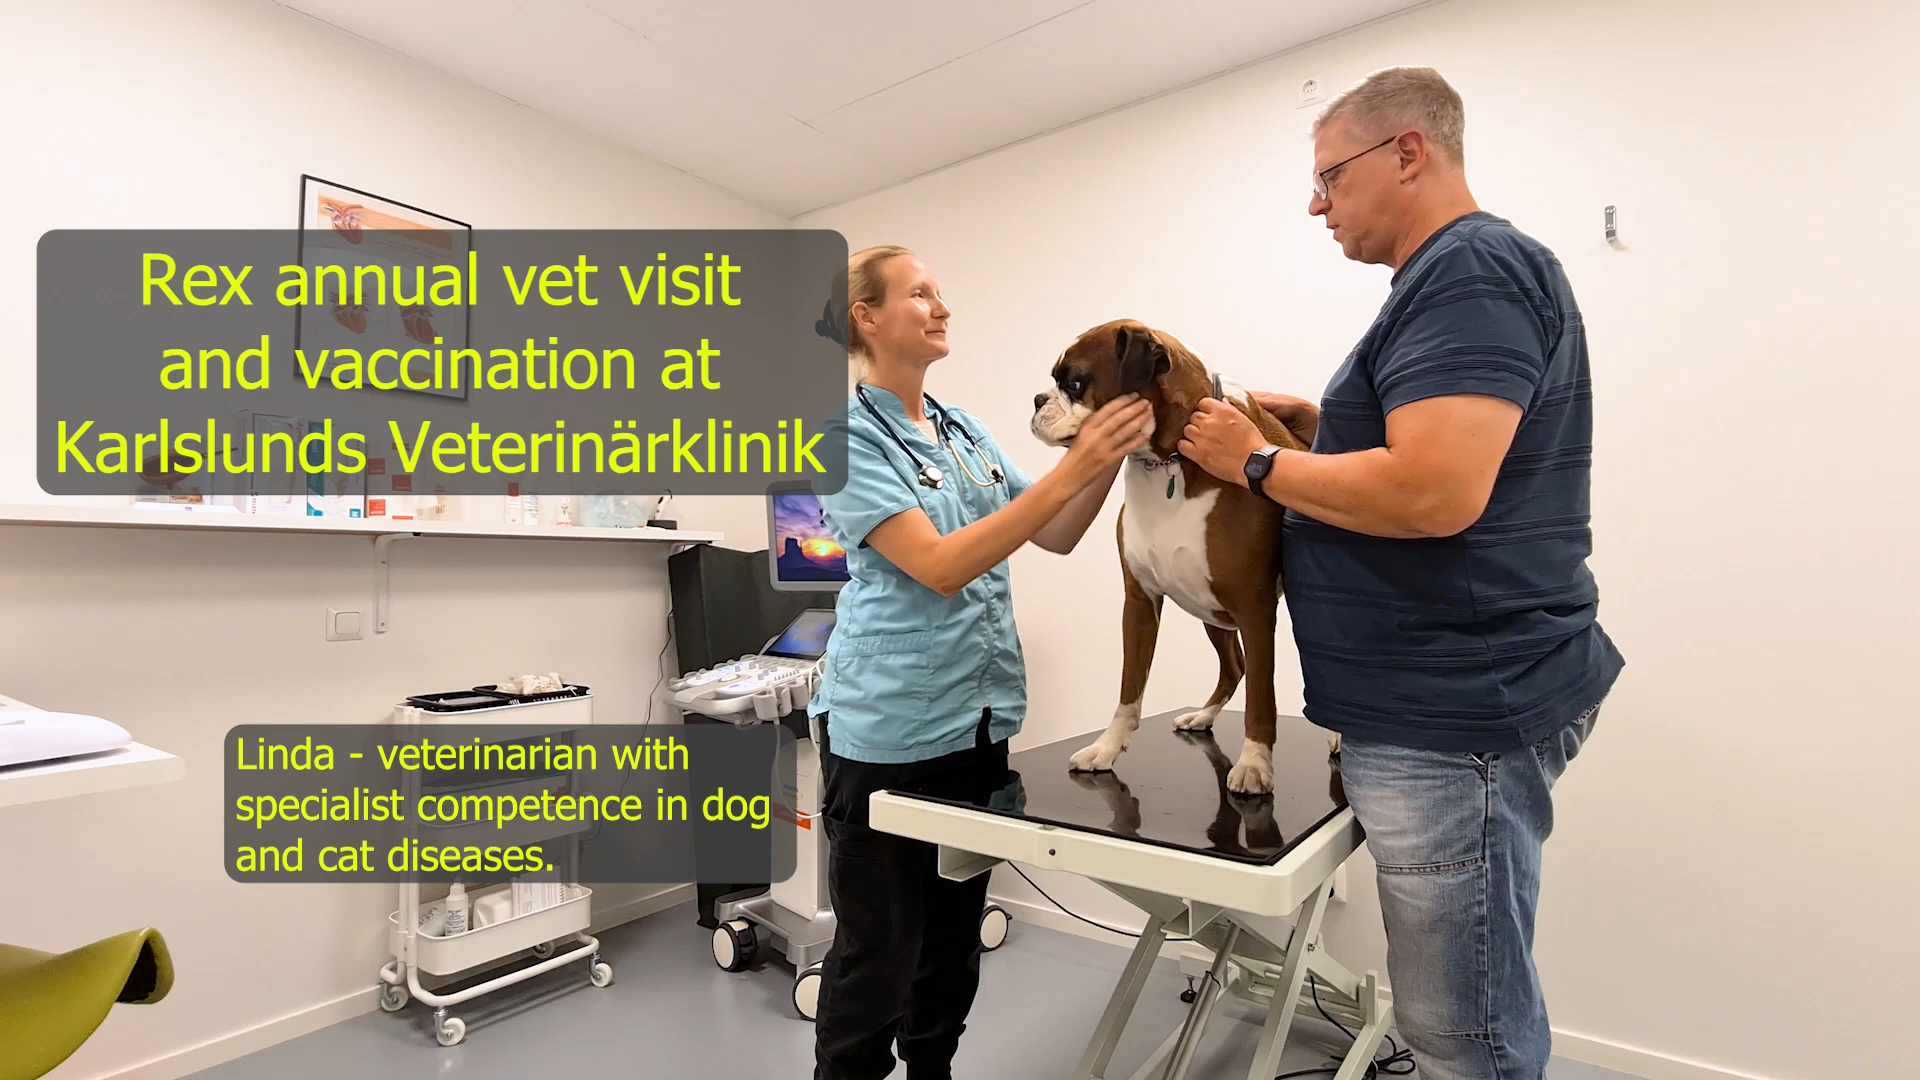 Rex annual vet visit
and vaccination at
Karlslunds Veterinärklinik
Linda - veterinarian with
specialist competence in dog
and cat diseases.